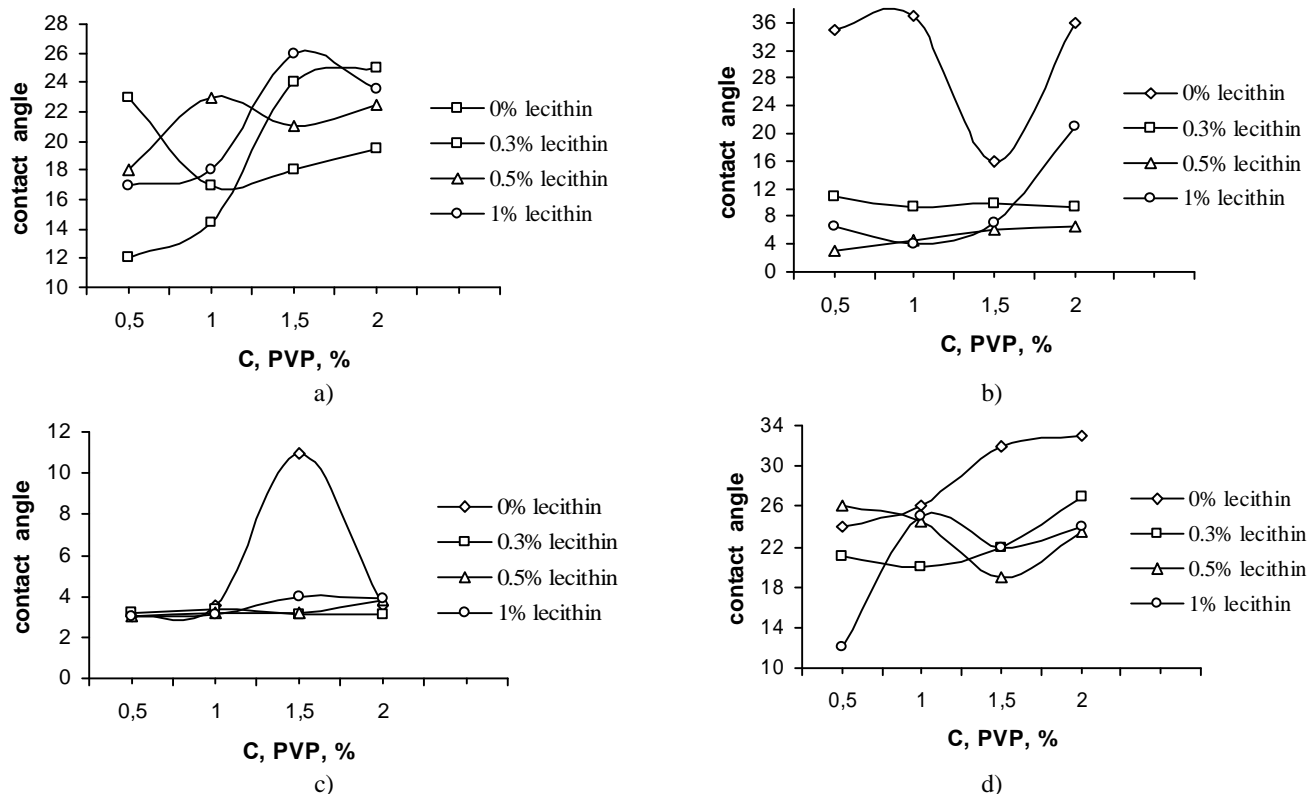 28
26
24
22
20
18
16
14
12
10
contact angle
0,5 1 1,5 2
C, PVP, %
0% lecithin
0.3% lecithin
0.5% lecithin
1% lecithin
a)
36
32
28
24
20
16
12
8
4
0
contact angle
0,5 1 1,5 2
C, PVP, %
0% lecithin
0.3% lecithin
0.5% lecithin
1% lecithin
b)
12
10
8
6
4
2
0
contact angle
0,5 1 1,5 2
C, PVP, %
0% lecithin
0.3% lecithin
0.5% lecithin
1% lecithin
c)
34
30
26
22
18
14
10
contact angle
0,5 1 1,5 2
C, PVP, %
0% lecithin
0.3% lecithin
0.5% lecithin
1% lecithin
d)